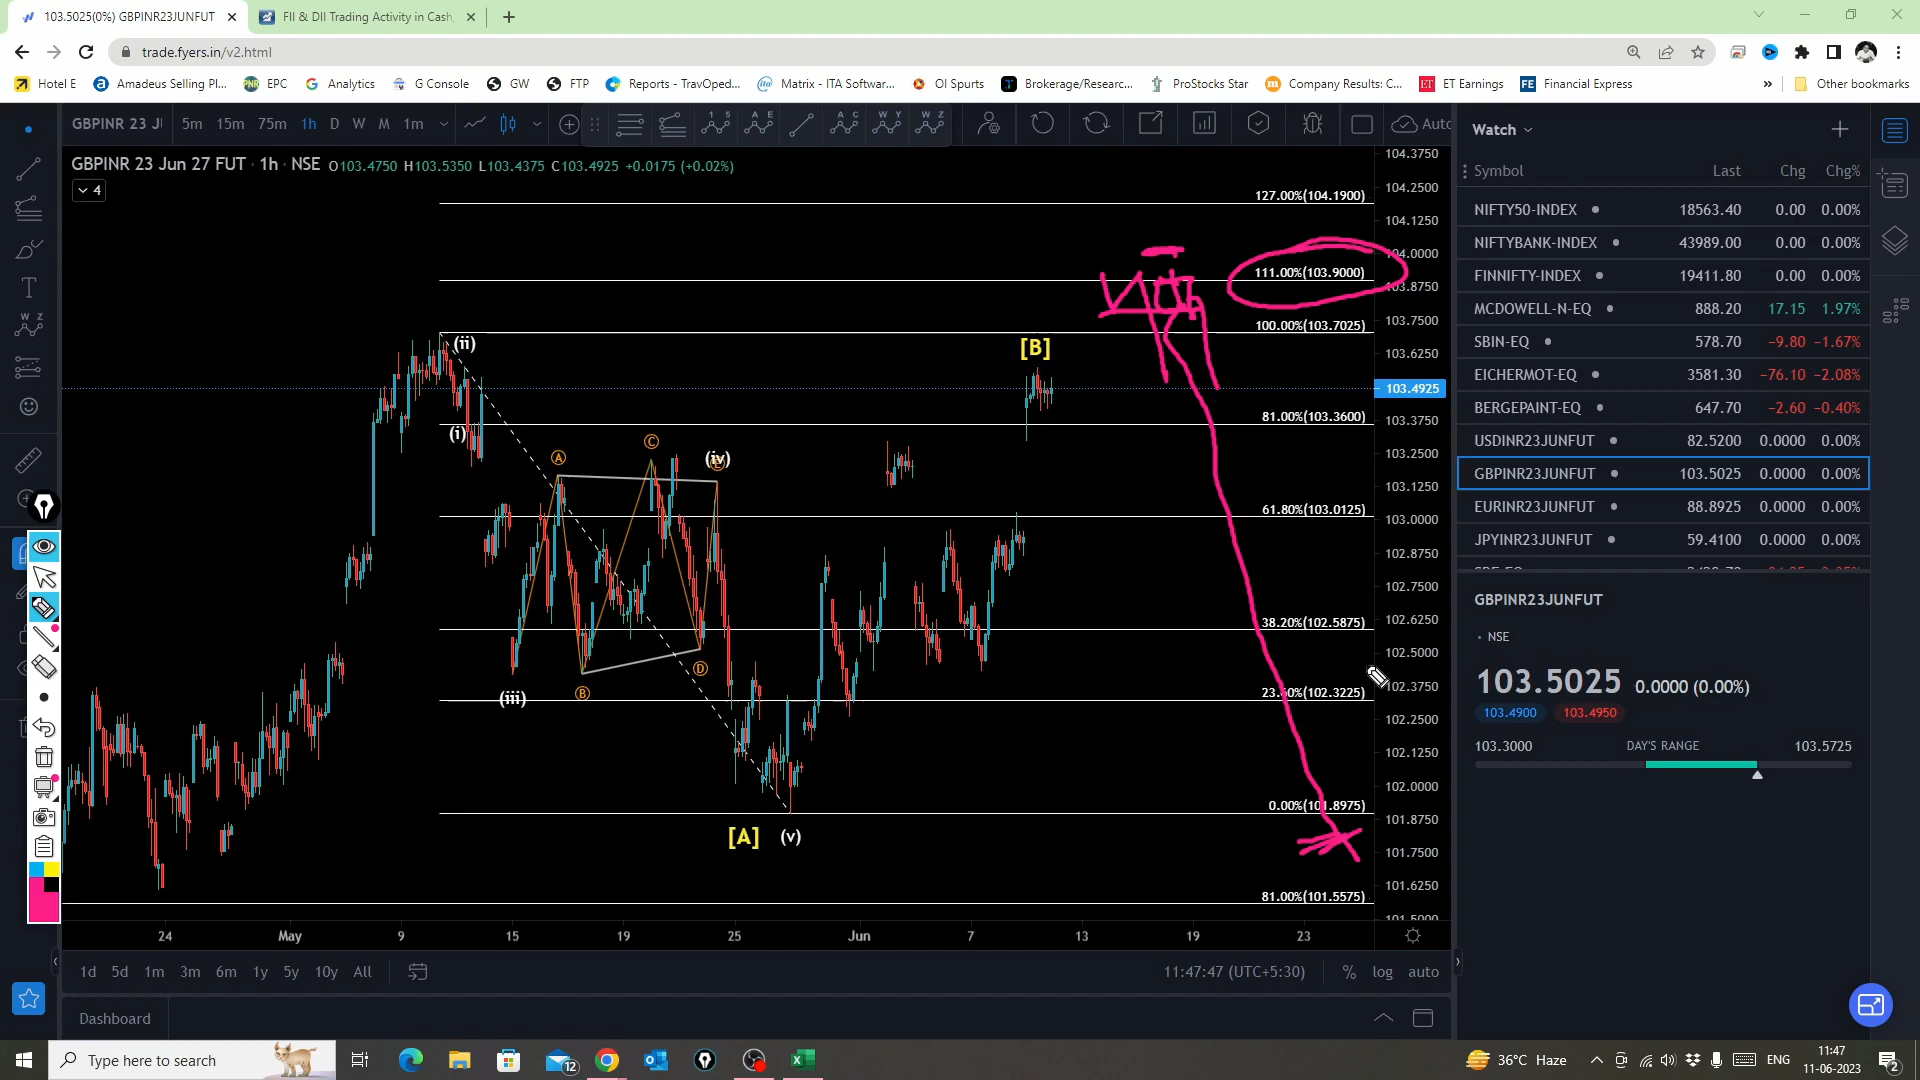 103.5025(0%) GBPINR23JUNFUT
FII & DII Trading Activity in Cash,
trade.fyers.in/v2.html
Hotel E
Amadeus Selling Pl...
EPC
Analytics
G Console
GW
FTP
Reports - TravOped...
Matrix - ITA Softwar...
OI Spurts
Brokerage/Researc...
ProStocks Star
Company Results: C...
ET Earnings
Financial Express
Other bookmarks
GBPINR 23 JU
5m 15m 75m 1h D W M 1m
Auto
GBPINR 23 Jun 27 FUT · 1h · NSE O103.4750 H103.5350 L103.4375 C103.4925 +0.0175 (+0.02%)
4
127.00%(104.1900)
111.00%(103.9000)
100.00%(103.7025)
81.00%(103.3600)
61.80%(103.0125)
38.20%(102.5875)
23.60%(102.3225)
0.00%(101.8975)
81.00%(101.5575)
(ii)
(i)
(iii)
(iv)
(v)
A
B
C
D
[A]
[B]
104.3750
104.2500
104.1250
104.0000
103.8750
103.7500
103.6250
103.4925
103.3750
103.2500
103.1250
103.0000
102.8750
102.7500
102.6250
102.5000
102.3750
102.2500
102.1250
102.0000
101.8750
101.7500
101.6250
101.5000
24 May 9 15 19 25 Jun 7 13 19 23
1d 5d 1m 3m 6m 1y 5y 10y All
11:47:47 (UTC+5:30) % log auto
Dashboard
Watch
Symbol Last Chg Chg%
NIFTY50-INDEX 18563.40 0.00 0.00%
NIFTYBANK-INDEX 43989.00 0.00 0.00%
FINNIFTY-INDEX 19411.80 0.00 0.00%
MCDOWELL-N-EQ 888.20 17.15 1.97%
SBIN-EQ 578.70 −9.80 −1.67%
EICHERMOT-EQ 3581.30 −76.10 −2.08%
BERGEPAINT-EQ 647.70 −2.60 −0.40%
USDINR23JUNFUT 82.5200 0.0000 0.00%
GBPINR23JUNFUT 103.5025 0.0000 0.00%
EURINR23JUNFUT 88.8925 0.0000 0.00%
JPYINR23JUNFUT 59.4100 0.0000 0.00%
GBPINR23JUNFUT
NSE
103.5025 0.0000 (0.00%)
103.4900 103.4950
103.3000 DAY'S RANGE 103.5725
Type here to search
12
36°C Haze
ENG
11:47
11-06-2023
2